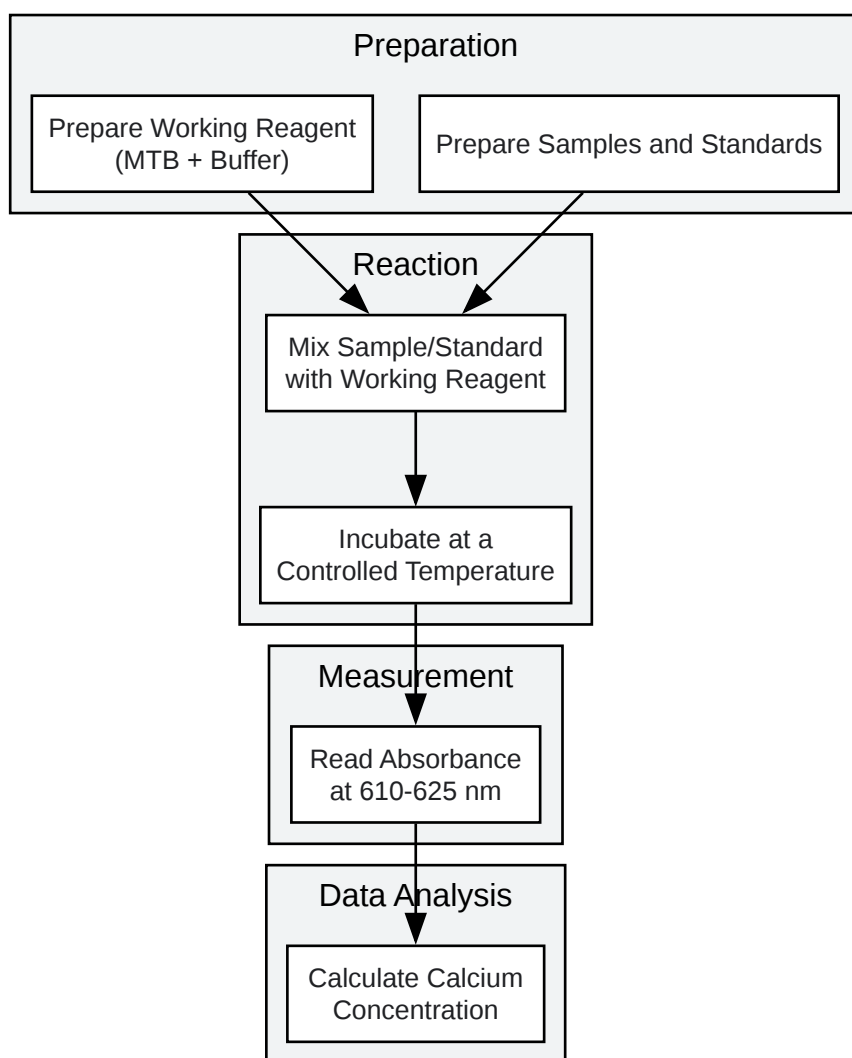 Preparation
Prepare Working Reagent
(MTB + Buffer)
Prepare Samples and Standards
Reaction
Mix Sample/Standard
with Working Reagent
Incubate at a
Controlled Temperature
Measurement
Read Absorbance
at 610-625 nm
Data Analysis
Calculate Calcium
Concentration